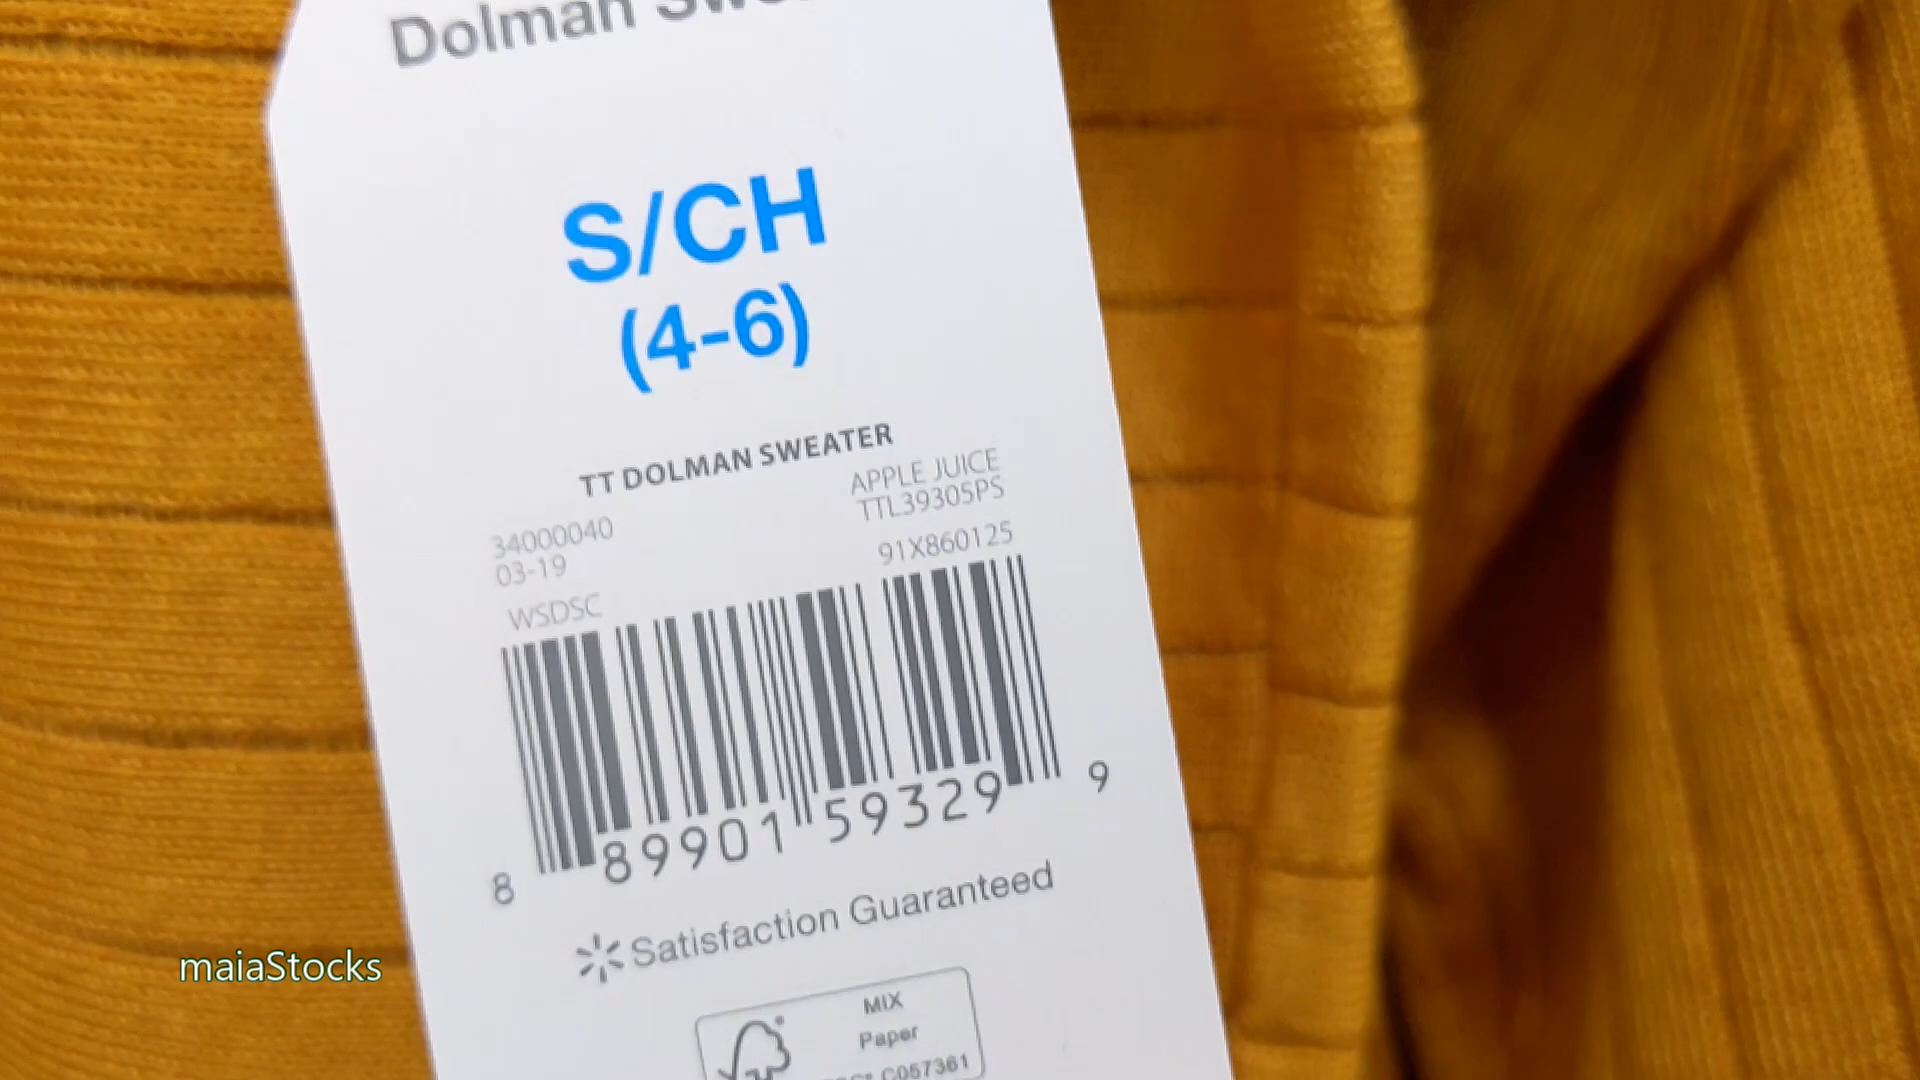 Dolman
S/CH
(4-6)
TT DOLMAN SWEATER
APPLE JUICE
TTL39305PS
34000040
03-19
91X860125
WSDSC
8 89901 59329 9
Satisfaction Guaranteed
MIX
Paper
C057361
maiaStocks